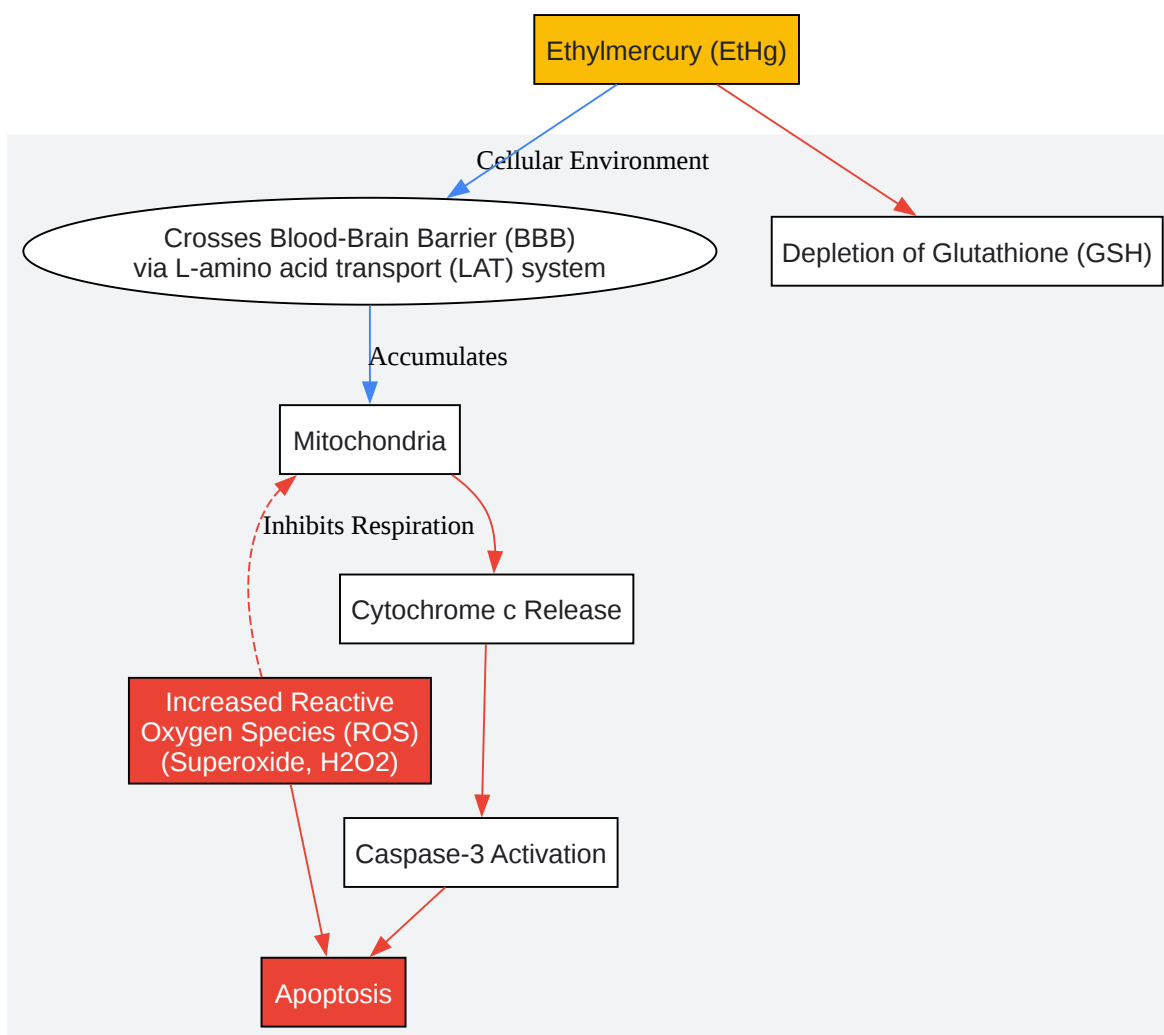 Ethylmercury (EtHg)
Cellular Environment
Crosses Blood-Brain Barrier (BBB)
via L-amino acid transport (LAT) system
Depletion of Glutathione (GSH)
Accumulates
Mitochondria
Inhibits Respiration
Cytochrome c Release
Increased Reactive
Oxygen Species (ROS)
(Superoxide, H2O2)
Caspase-3 Activation
Apoptosis